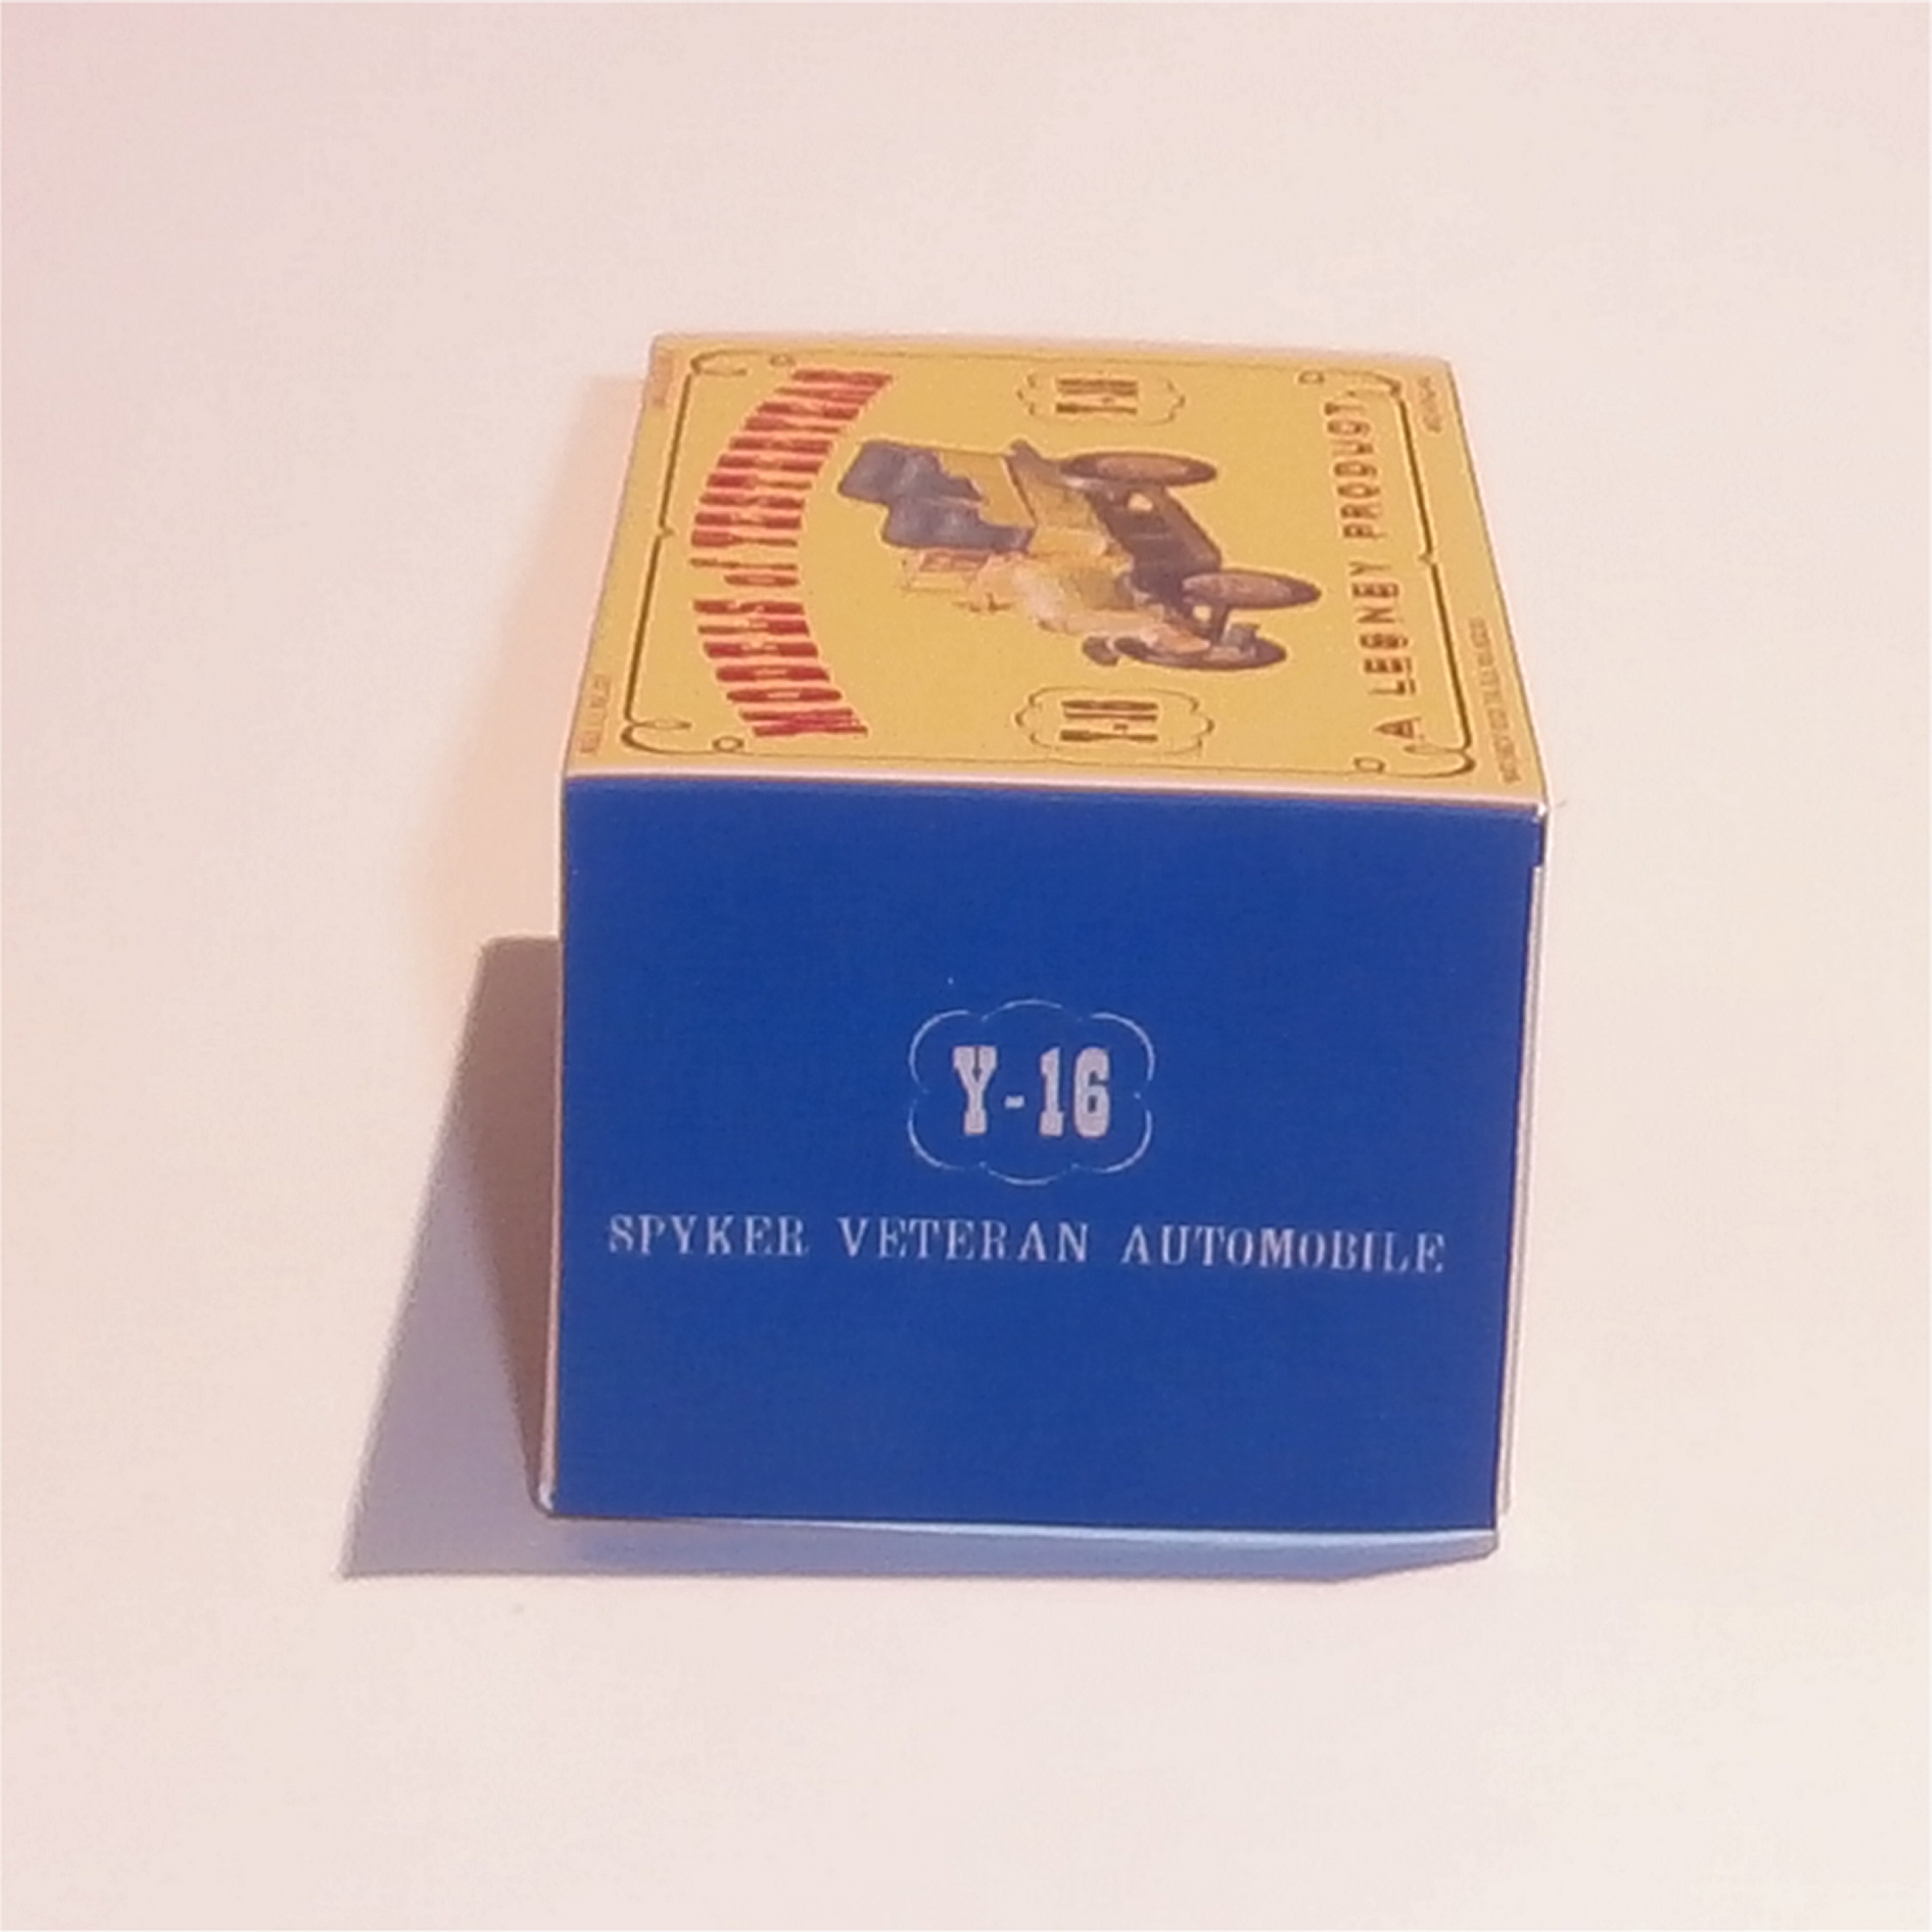 MODELS of YESTERYEAR
Y-16
Y-16
A LESNEY PRODUCT
Y-16
SPYKER VETERAN AUTOMOBILE